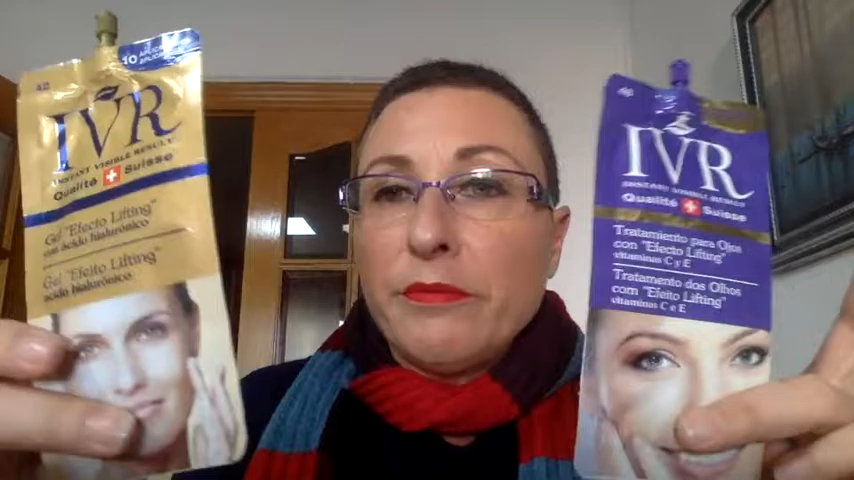 10
IVR
INSTANT VISIBLE RESULT
Qualité Suisse
Gel "Efecto Lifting"
con ácido hialurónico
Gel "Efeito Lifting"
ácido hialurónico
IVR
INSTANT VISIBLE RESULT
Qualité Suisse
Tratamiento para Ojos
con "Efecto Lifting"
vitaminas C y E
Tratamento dos Olhos
com "Efeito Lifting"
vitaminas C e E